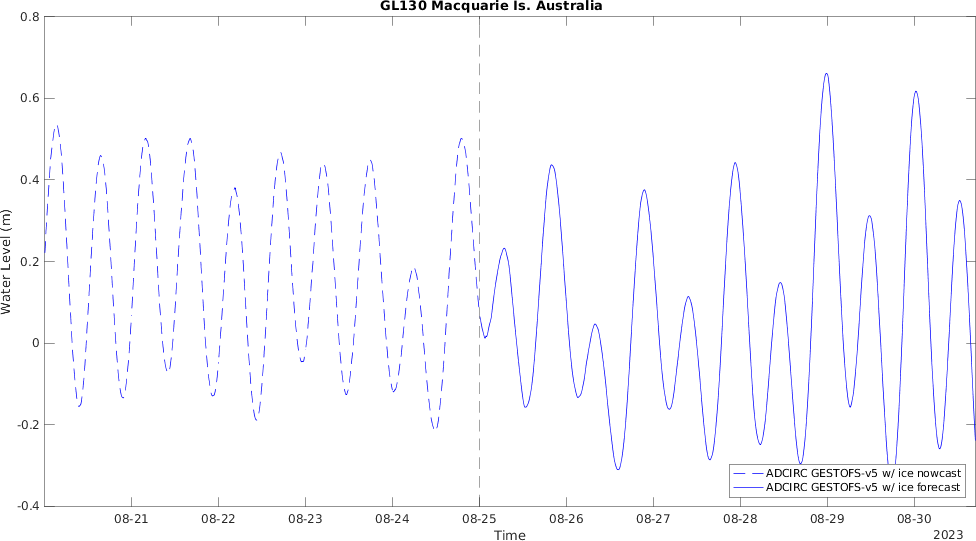 GL130 Macquarie Is. Australia
Water Level (m)
0.8
0.6
0.4
0.2
0
-0.2
-0.4
08-21 08-22 08-23 08-24 08-25 08-26 08-27 08-28 08-29 08-30
Time
2023
ADCIRC GESTOFS-v5 w/ ice nowcast
ADCIRC GESTOFS-v5 w/ ice forecast